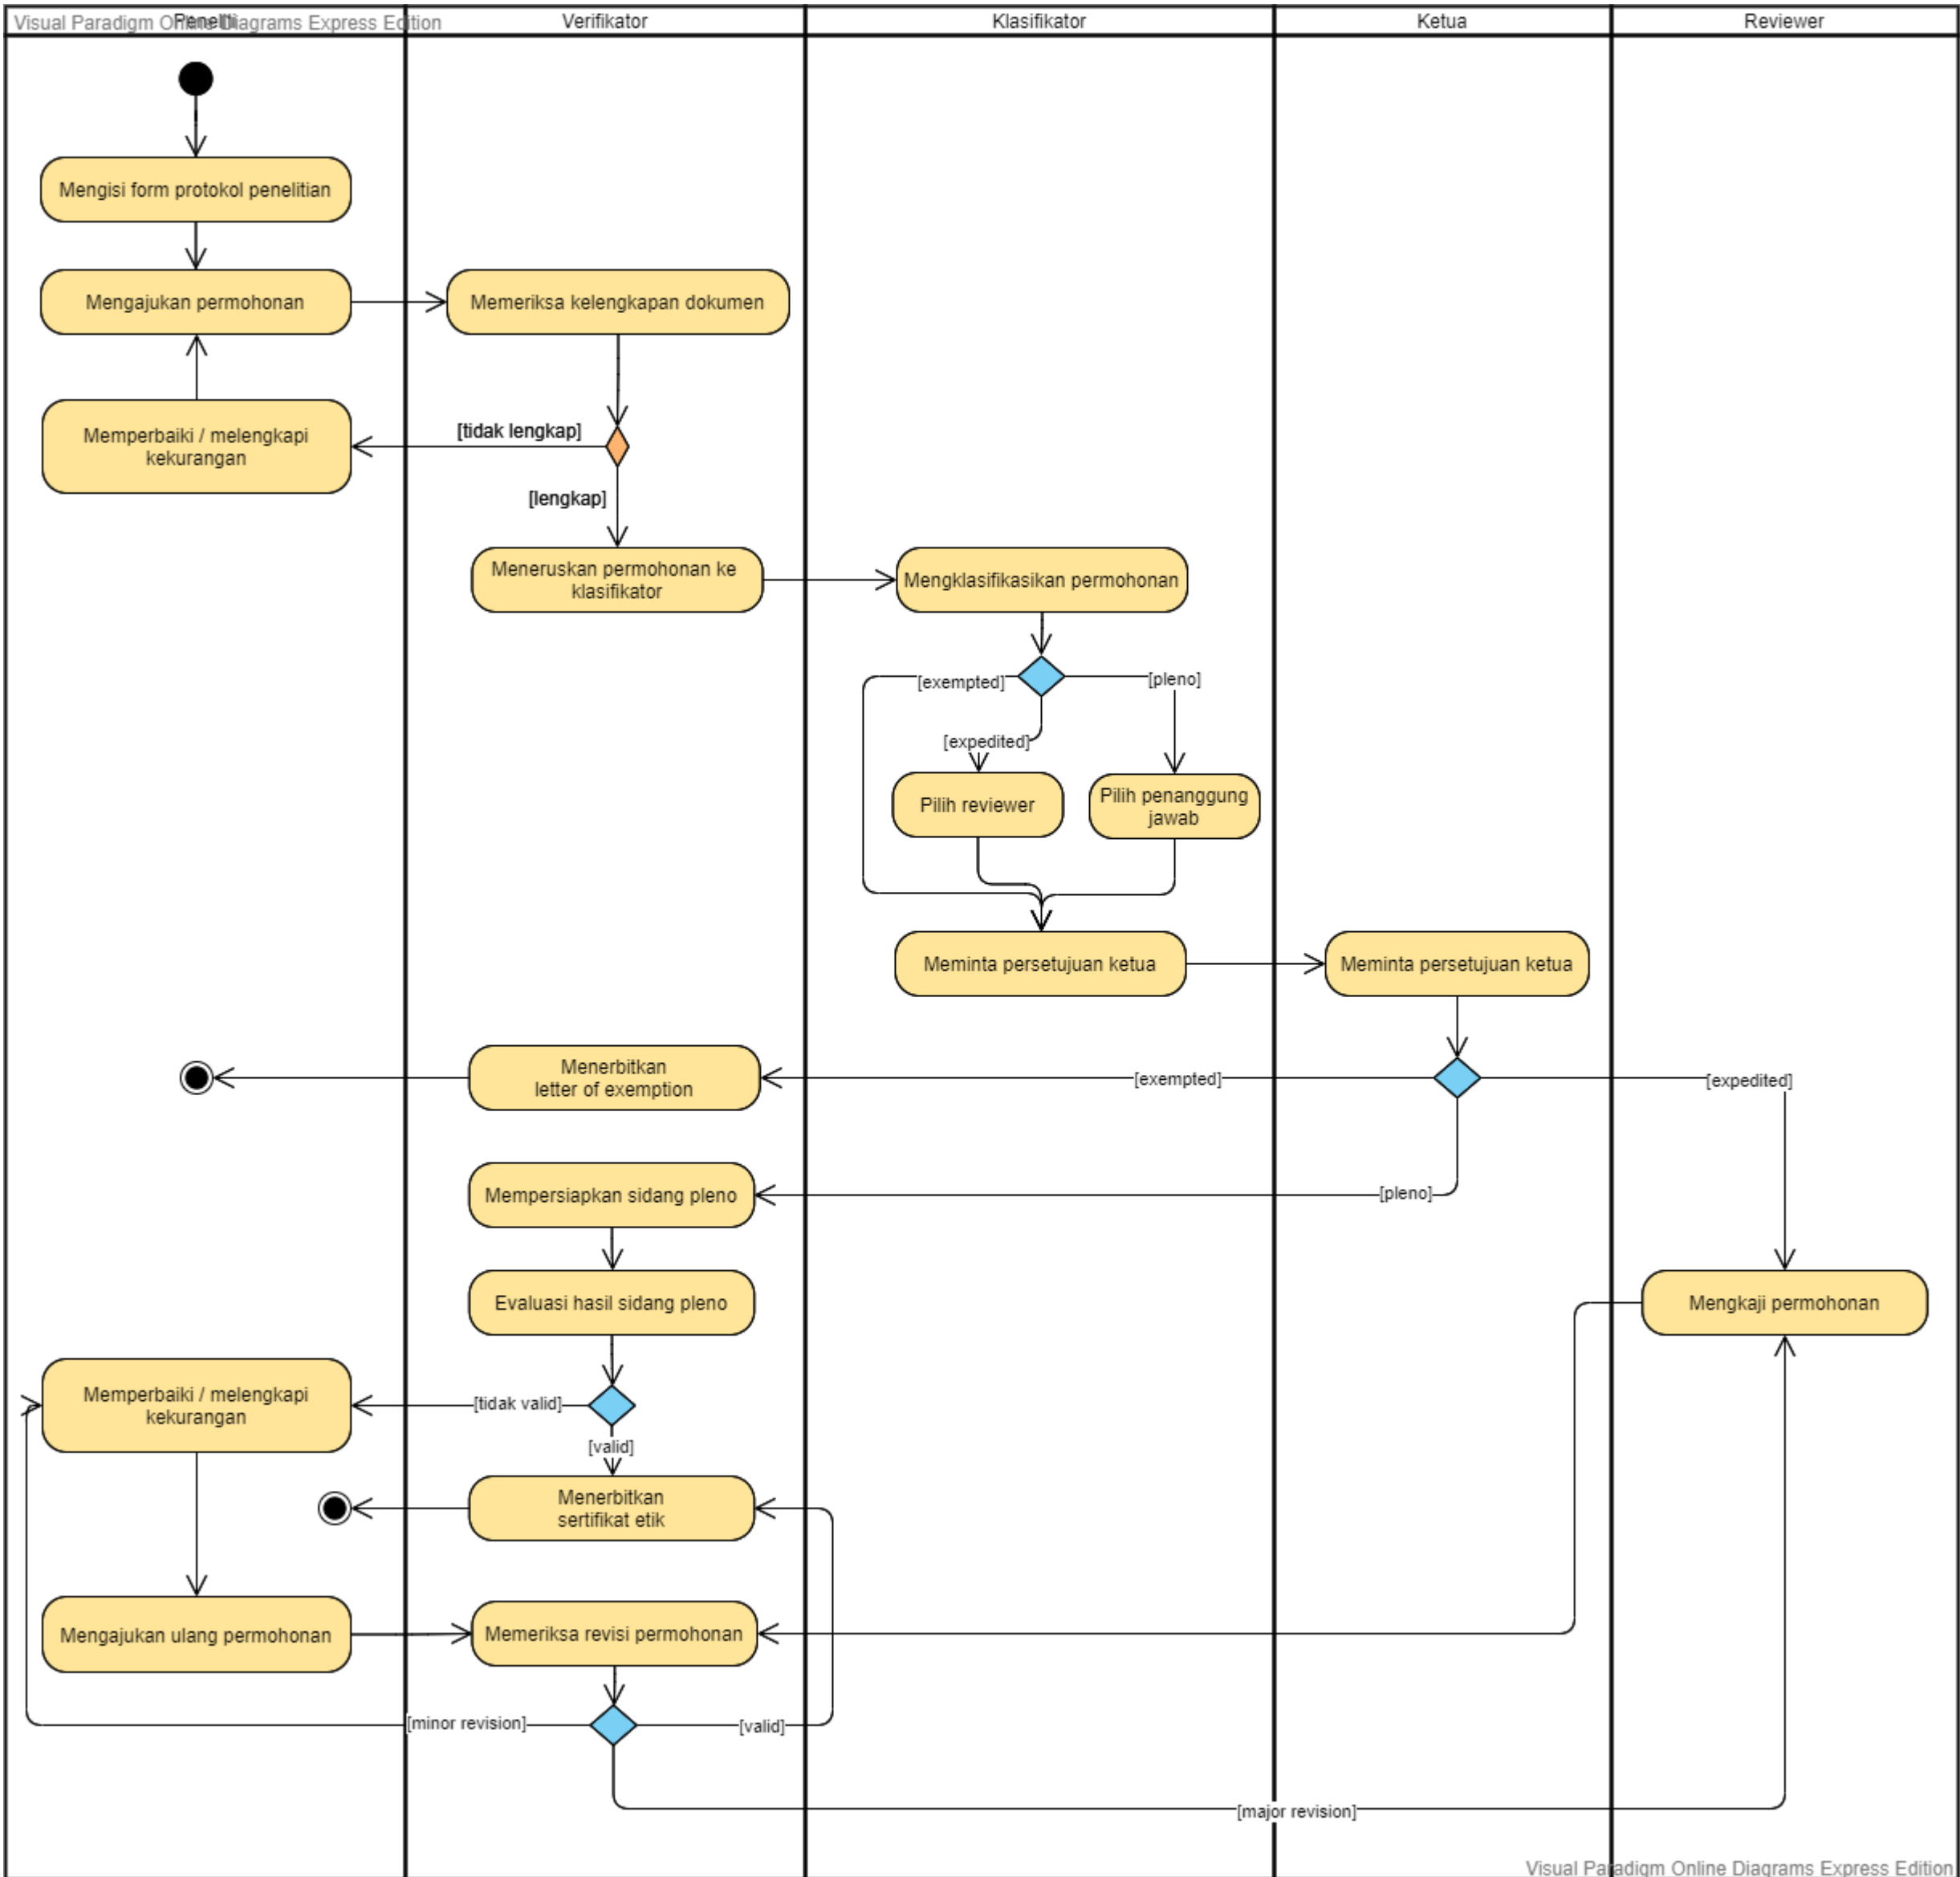 Visual Paradigm Online Diagrams Express Edition
Peneliti
Verifikator
Klasifikator
Ketua
Reviewer
Mengisi form protokol penelitian
Mengajukan permohonan
Memeriksa kelengkapan dokumen
Memperbaiki / melengkapi
kekurangan
[tidak lengkap]
[lengkap]
Meneruskan permohonan ke
klasifikator
Mengklasifikasikan permohonan
[exempted]
[pleno]
[expedited]
Pilih reviewer
Pilih penanggung
jawab
Meminta persetujuan ketua
Meminta persetujuan ketua
Menerbitkan
letter of exemption
[exempted]
[expedited]
Mempersiapkan sidang pleno
[pleno]
Evaluasi hasil sidang pleno
Mengkaji permohonan
Memperbaiki / melengkapi
kekurangan
[tidak valid]
[valid]
Menerbitkan
sertifikat etik
Mengajukan ulang permohonan
Memeriksa revisi permohonan
[minor revision]
[valid]
[major revision]
Visual Paradigm Online Diagrams Express Edition